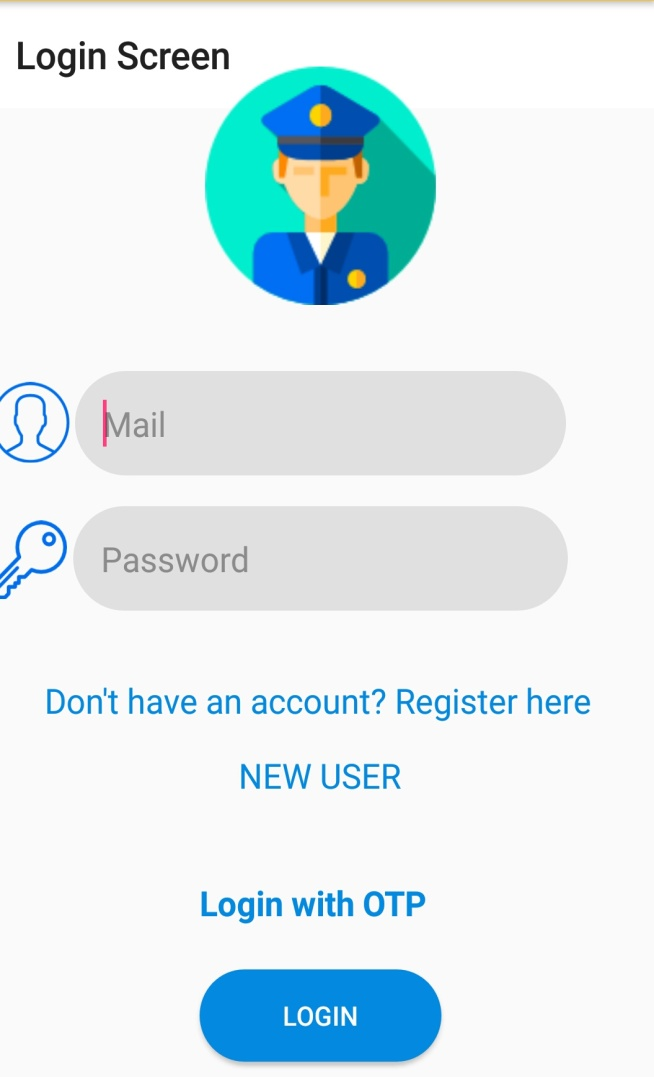 Login Screen
Mail
Password
Don't have an account? Register here
NEW USER
Login with OTP
LOGIN